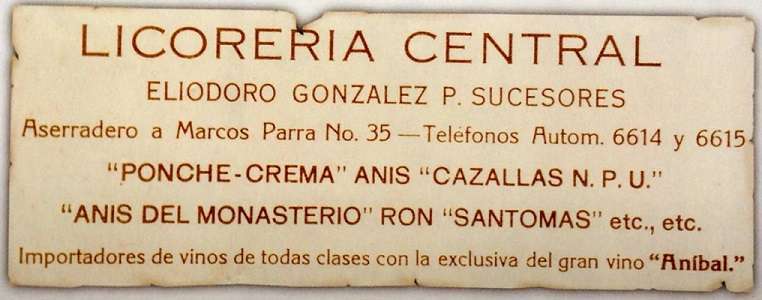 LICORERIA CENTRAL
ELIODORO GONZALEZ P. SUCESORES
Aserradero a Marcos Parra No. 35 — Teléfonos Autom. 6614 y 6615
"PONCHE-CREMA" ANIS "CAZALLAS N. P. U."
"ANIS DEL MONASTERIO" RON "SANTOMAS" etc., etc.
Importadores de vinos de todas clases con la exclusiva del gran vino "Aníbal."